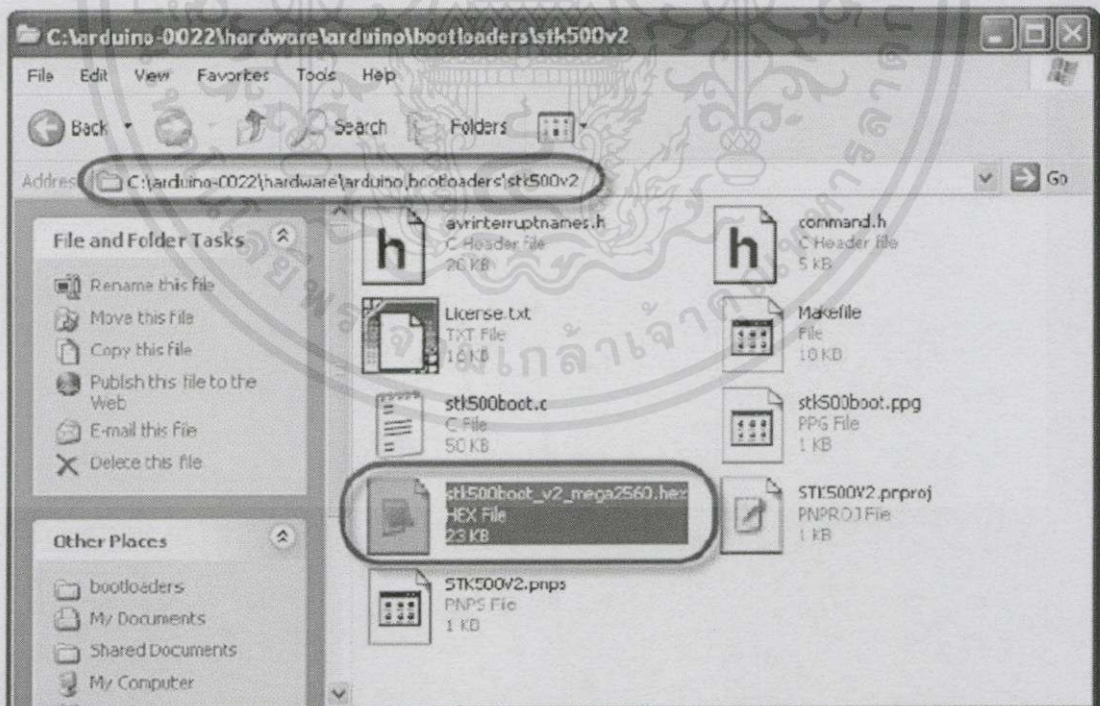 C:\arduino-0022\hardware\arduino\bootloaders\stk500v2
File Edit View Favorites Tools Help
Back Search Folders
Address C:\arduino-0022\hardware\arduino\bootloaders\stk500v2 Go
File and Folder Tasks
Rename this file
Move this file
Copy this file
Publish this file to the
Web
E-mail this file
Delete this file
Other Places
bootloaders
My Documents
Shared Documents
My Computer
avrinterruptnames.h
C Header file
20 KB
command.h
C Header file
5 KB
License.txt
TXT File
16 KB
Makefile
File
10 KB
stk500boot.c
C File
50 KB
stk500boot.ppg
PPG File
1 KB
stk500boot_v2_mega2560.hex
HEX File
23 KB
STK500V2.pnproj
PNPROJ File
1 KB
STK500V2.pnps
PNPS File
1 KB